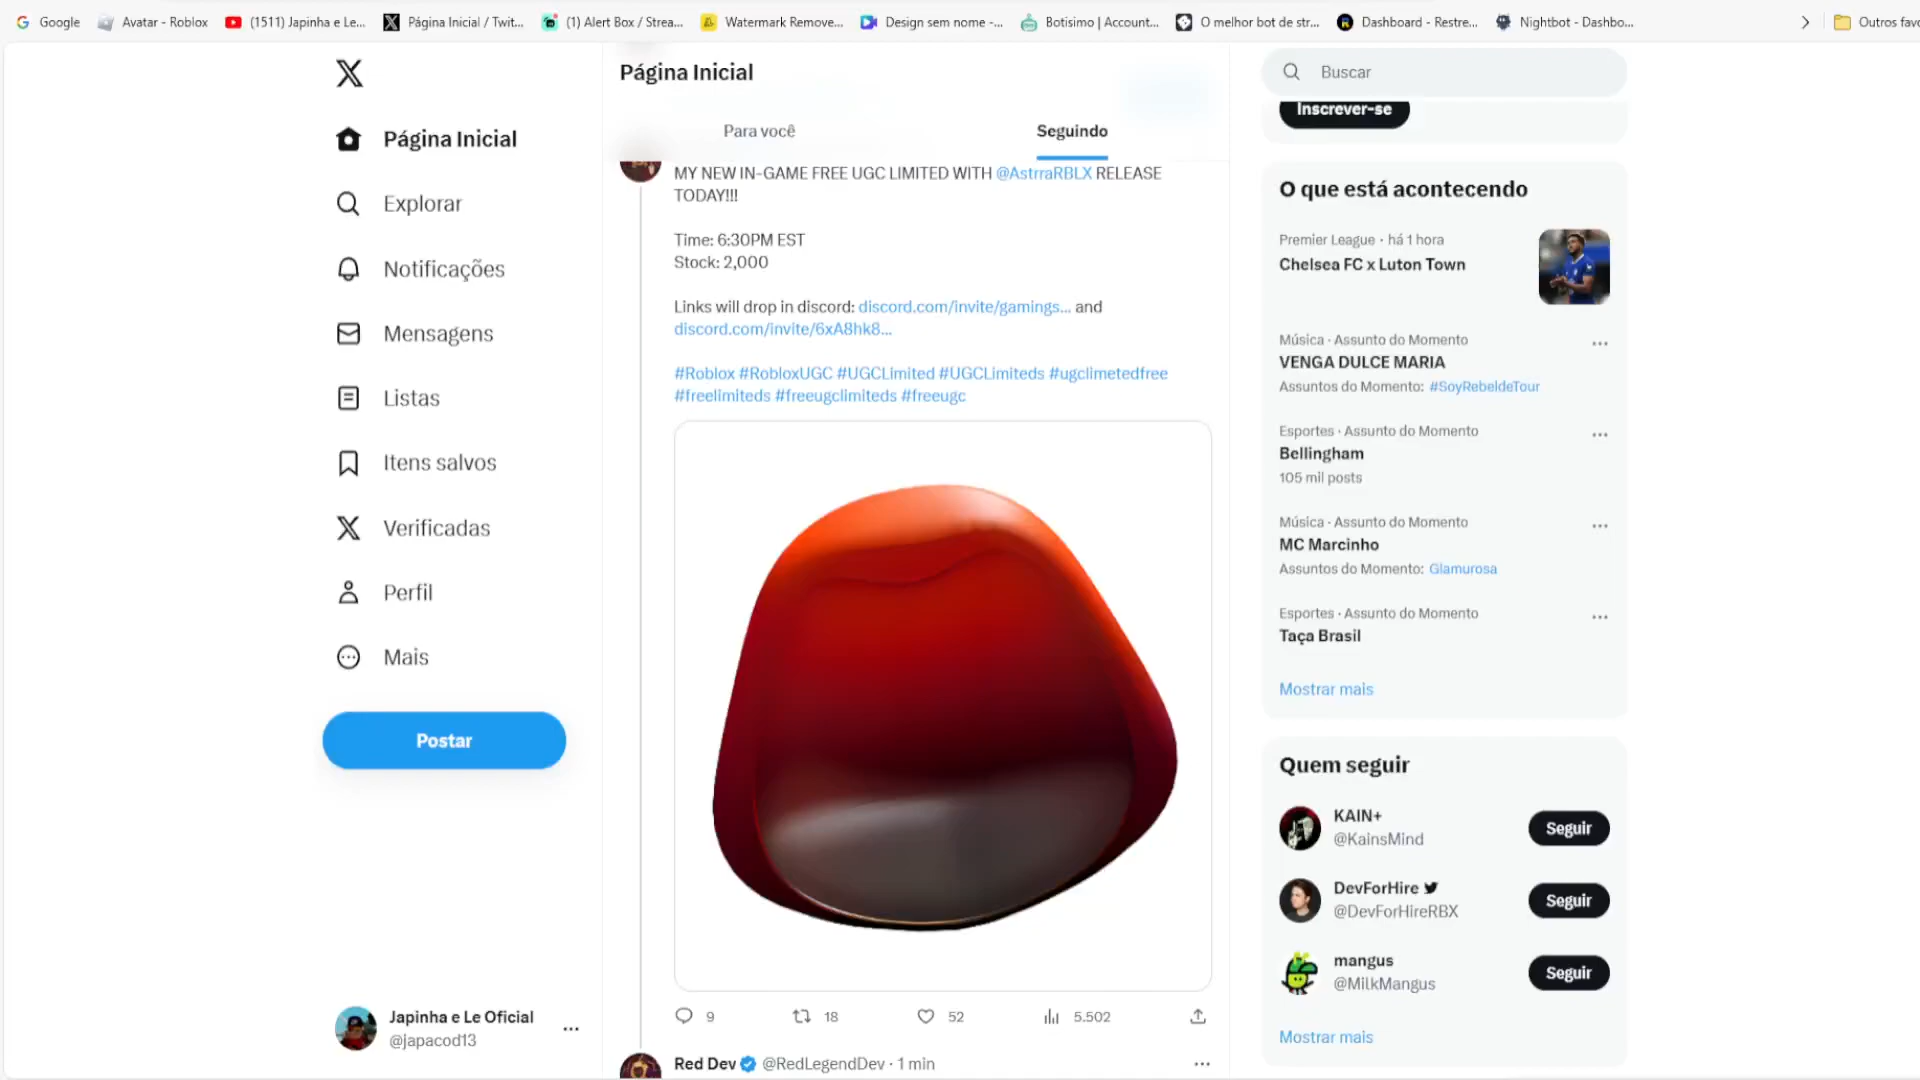 Google
Avatar - Roblox
(1511) Japinha e Le...
Página Inicial / Twit...
(1) Alert Box / Strea...
Watermark Remove...
Design sem nome -...
Botisimo | Account...
O melhor bot de str...
Dashboard - Restre...
Nightbot - Dashbo...
Outros favo
Página Inicial
Explorar
Notificações
Mensagens
Listas
Itens salvos
Verificadas
Perfil
Mais
Postar
Japinha e Le Oficial
@japacod13
Página Inicial
Para você
Seguindo
MY NEW IN-GAME FREE UGC LIMITED WITH @AstrraRBLX RELEASE
TODAY!!!
Time: 6:30PM EST
Stock: 2,000
Links will drop in discord: discord.com/invite/gamings... and
discord.com/invite/6xA8hk8...
#Roblox #RobloxUGC #UGCLimited #UGCLimiteds #ugclimetedfree
#freelimiteds #freeugclimiteds #freeugc
9
18
52
5.502
Red Dev @RedLegendDev · 1 min
Buscar
Inscrever-se
O que está acontecendo
Premier League · há 1 hora
Chelsea FC x Luton Town
Música · Assunto do Momento
VENGA DULCE MARIA
Assuntos do Momento: #SoyRebeldeTour
Esportes · Assunto do Momento
Bellingham
105 mil posts
Música · Assunto do Momento
MC Marcinho
Assuntos do Momento: Glamurosa
Esportes · Assunto do Momento
Taça Brasil
Mostrar mais
Quem seguir
KAIN+
@KainsMind
Seguir
DevForHire
@DevForHireRBX
Seguir
mangus
@MilkMangus
Seguir
Mostrar mais